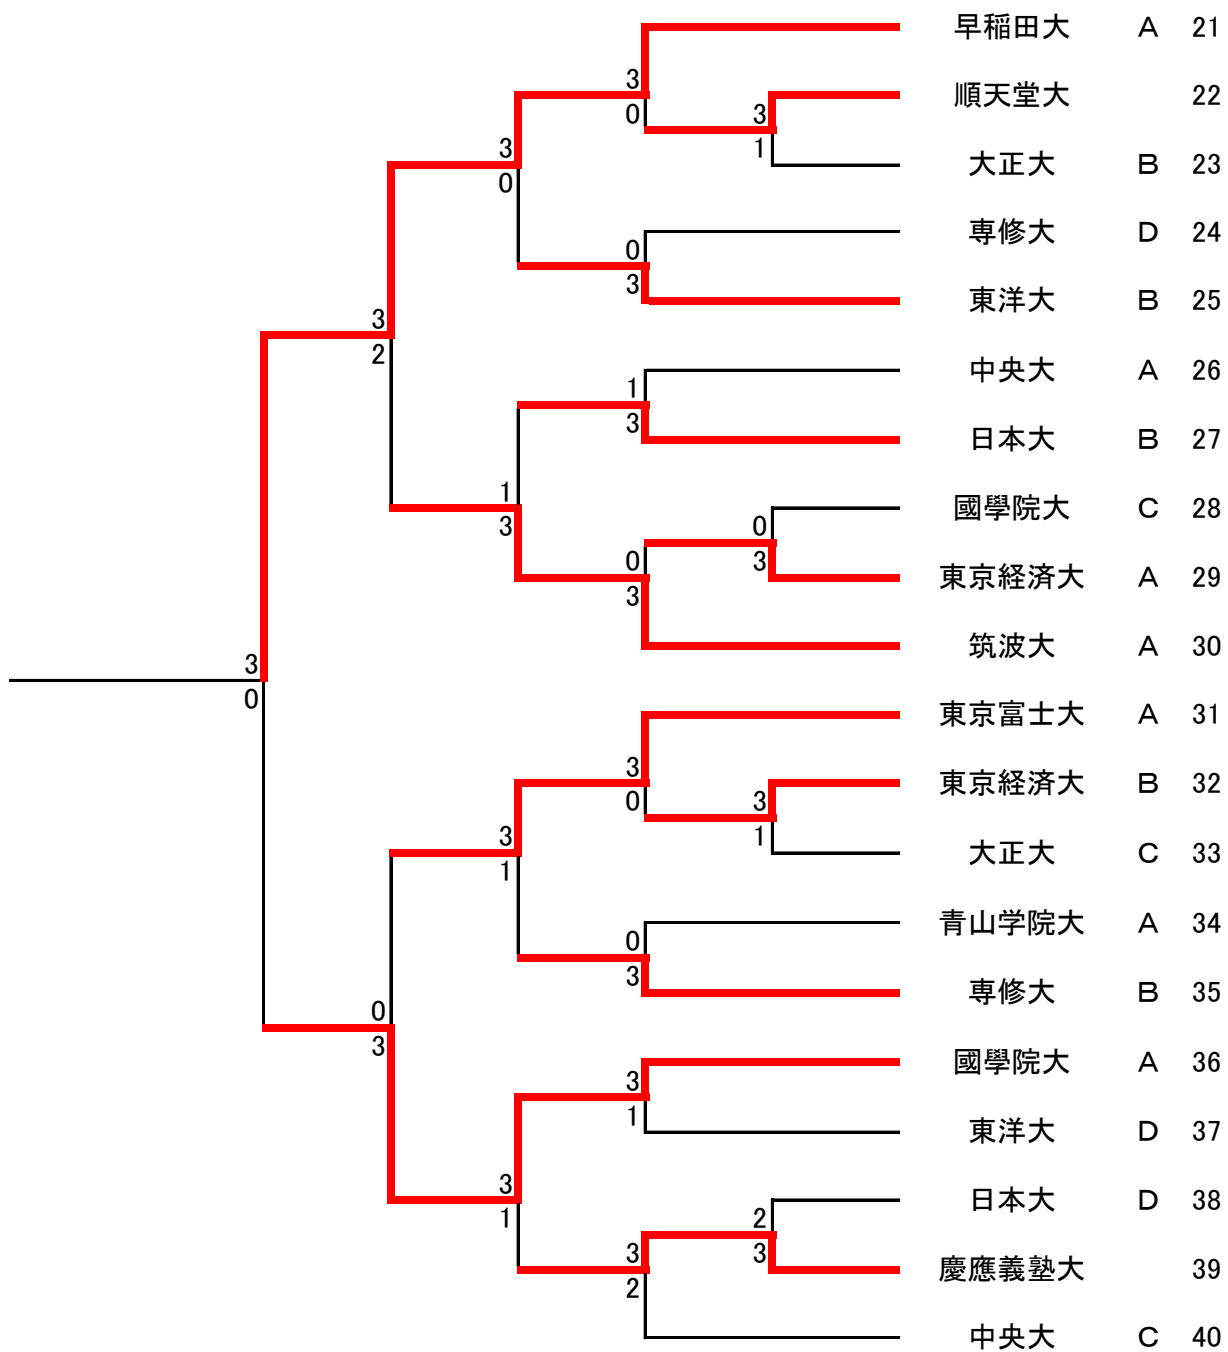 早稲田大 A 21
3
順天堂大 22
0 3
3 1
大正大 B 23
0
専修大 D 24
0
3
東洋大 B 25
3
2
中央大 A 26
1
3
日本大 B 27
1
國學院大 C 28
3 0
0 3
東京経済大 A 29
3
筑波大 A 30
3
0
東京富士大 A 31
3
東京経済大 B 32
0 3
3 1
大正大 C 33
1
青山学院大 A 34
0
3
専修大 B 35
0
3
國學院大 A 36
3
1
東洋大 D 37
3
日本大 D 38
1 2
3 3
慶應義塾大 39
2
中央大 C 40